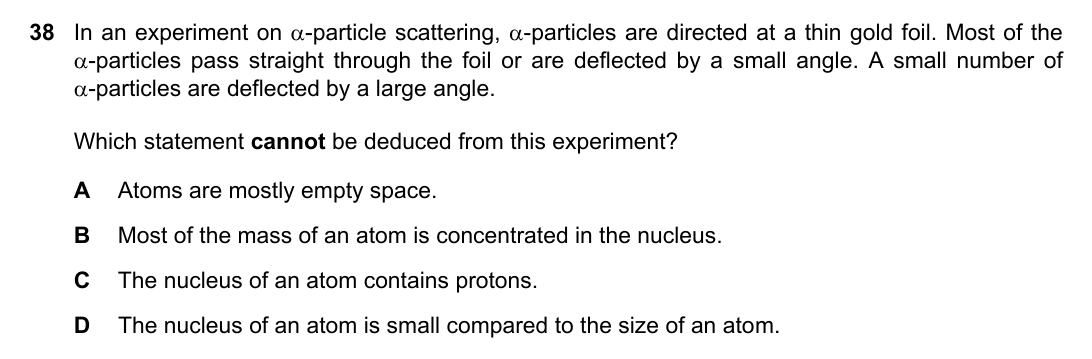 38 In an experiment on α-particle scattering, α-particles are directed at a thin gold foil. Most of the
α-particles pass straight through the foil or are deflected by a small angle. A small number of
α-particles are deflected by a large angle.
Which statement cannot be deduced from this experiment?
A Atoms are mostly empty space.
B Most of the mass of an atom is concentrated in the nucleus.
C The nucleus of an atom contains protons.
D The nucleus of an atom is small compared to the size of an atom.